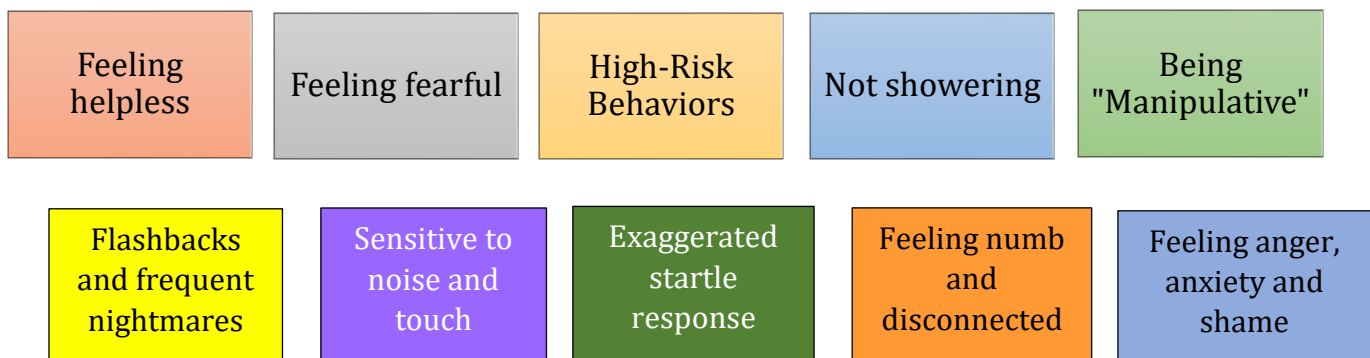 Feeling
helpless
Feeling fearful
High-Risk
Behaviors
Not showering
Being
"Manipulative"
Flashbacks
and frequent
nightmares
Sensitive to
noise and
touch
Exaggerated
startle
response
Feeling numb
and
disconnected
Feeling anger,
anxiety and
shame